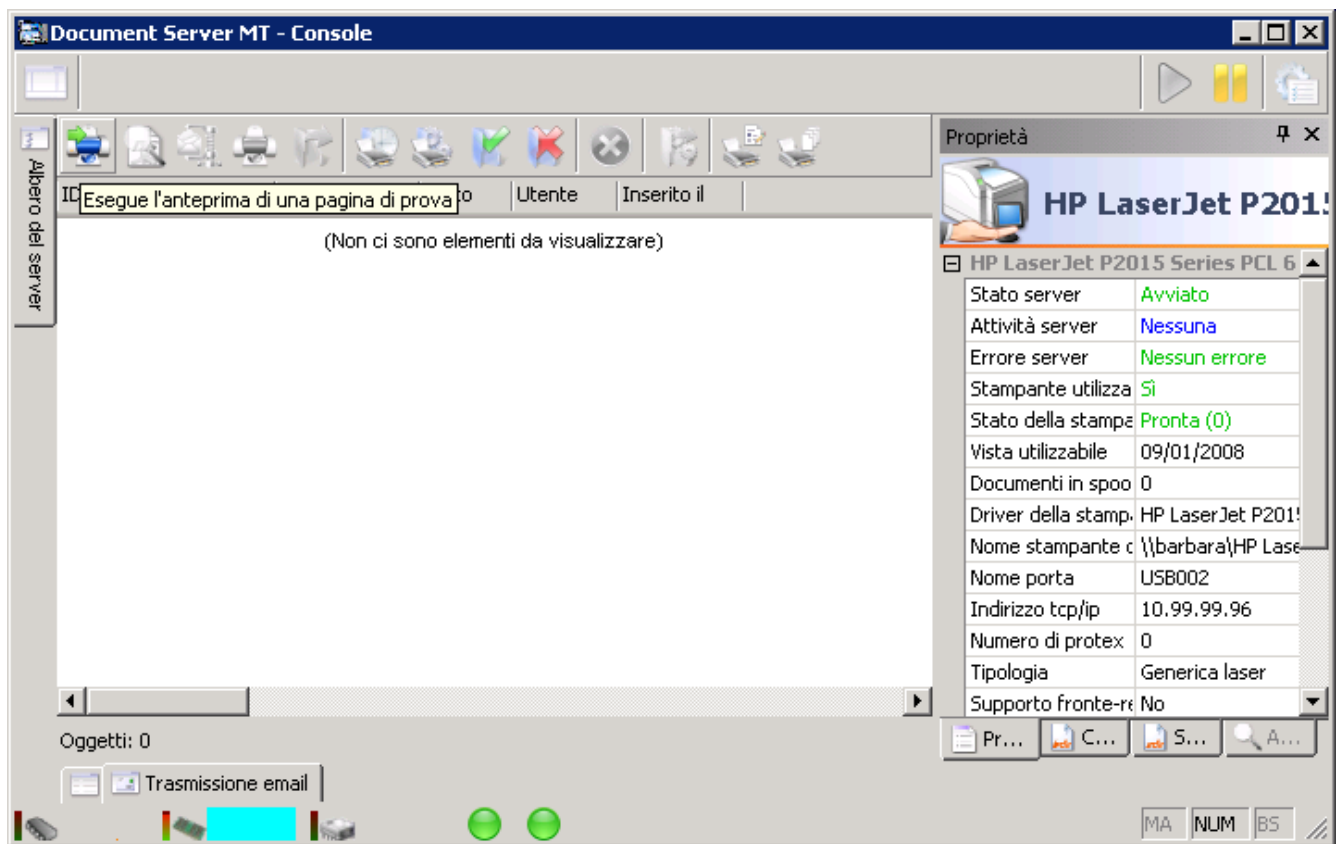 Document Server MT - Console
Albero del server
ID
Esegue l'anteprima di una pagina di prova
o
Utente
Inserito il
(Non ci sono elementi da visualizzare)
Oggetti: 0
Trasmissione email
Proprietà
HP LaserJet P201
HP LaserJet P2015 Series PCL 6
Stato server Avviato
Attività server Nessuna
Errore server Nessun errore
Stampante utilizza Sì
Stato della stampa Pronta (0)
Vista utilizzabile 09/01/2008
Documenti in spoo 0
Driver della stamp HP LaserJet P201
Nome stampante c \\barbara\HP Lase
Nome porta USB002
Indirizzo tcp/ip 10.99.99.96
Numero di protex 0
Tipologia Generica laser
Supporto fronte-re No
Pr...
C...
S...
A...
MA NUM BS